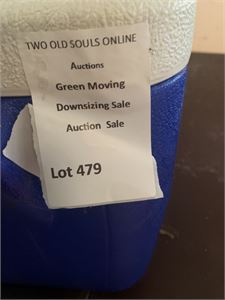 TWO OLD SOULS ONLINE
Auctions
Green Moving
Downsizing Sale
Auction Sale
Lot 479